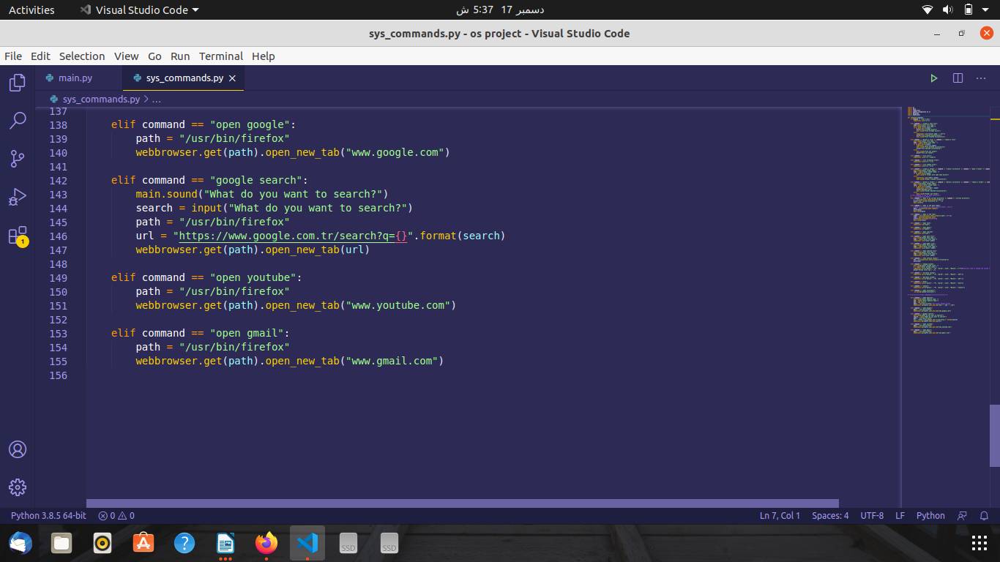 Activities Visual Studio Code دسمبر 17 5:37 ش
sys_commands.py - os project - Visual Studio Code
File Edit Selection View Go Run Terminal Help
main.py sys_commands.py
sys_commands.py > ...
137
138 elif command == "open google":
139 path = "/usr/bin/firefox"
140 webbrowser.get(path).open_new_tab("www.google.com")
141
142 elif command == "google search":
143 main.sound("What do you want to search?")
144 search = input("What do you want to search?")
145 path = "/usr/bin/firefox"
146 url = "https://www.google.com.tr/search?q={}".format(search)
147 webbrowser.get(path).open_new_tab(url)
148
149 elif command == "open youtube":
150 path = "/usr/bin/firefox"
151 webbrowser.get(path).open_new_tab("www.youtube.com")
152
153 elif command == "open gmail":
154 path = "/usr/bin/firefox"
155 webbrowser.get(path).open_new_tab("www.gmail.com")
156
1
Python 3.8.5 64-bit 0 0 Ln 7, Col 1 Spaces: 4 UTF-8 LF Python
SSD SSD